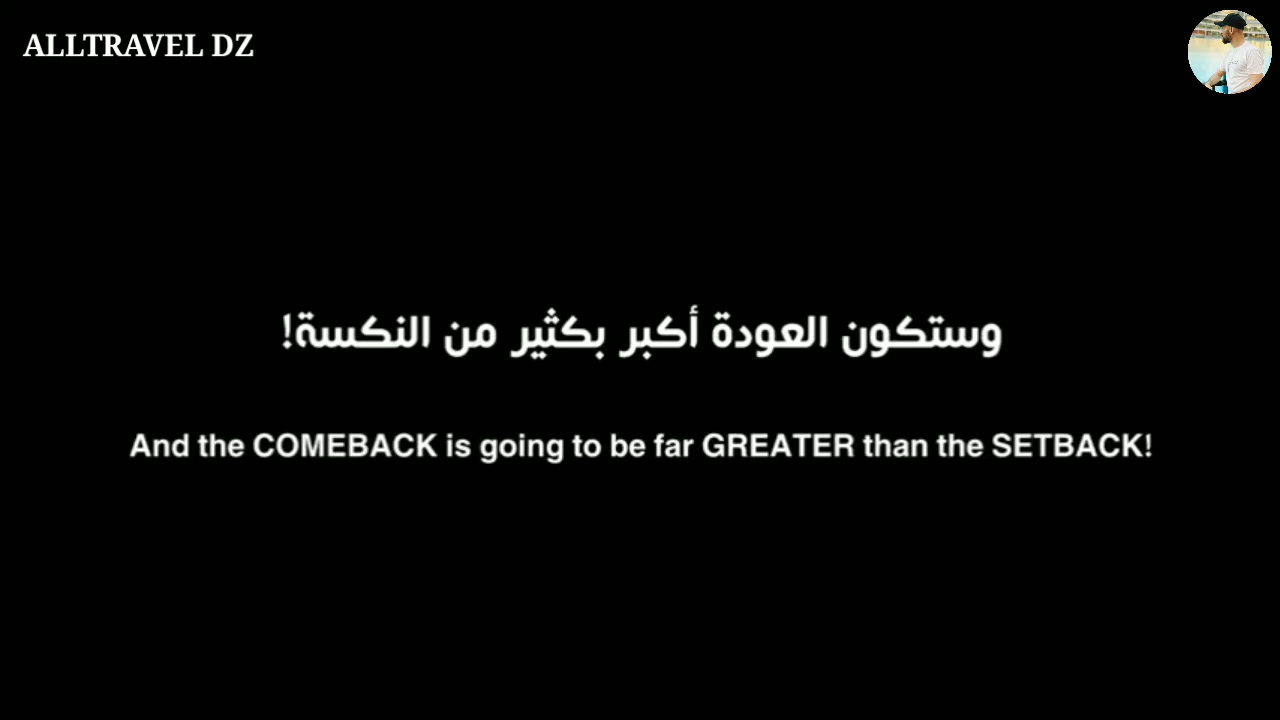 ALLTRAVEL DZ
وستكون العودة أكبر بكثير من النكسة!
And the COMEBACK is going to be far GREATER than the SETBACK!